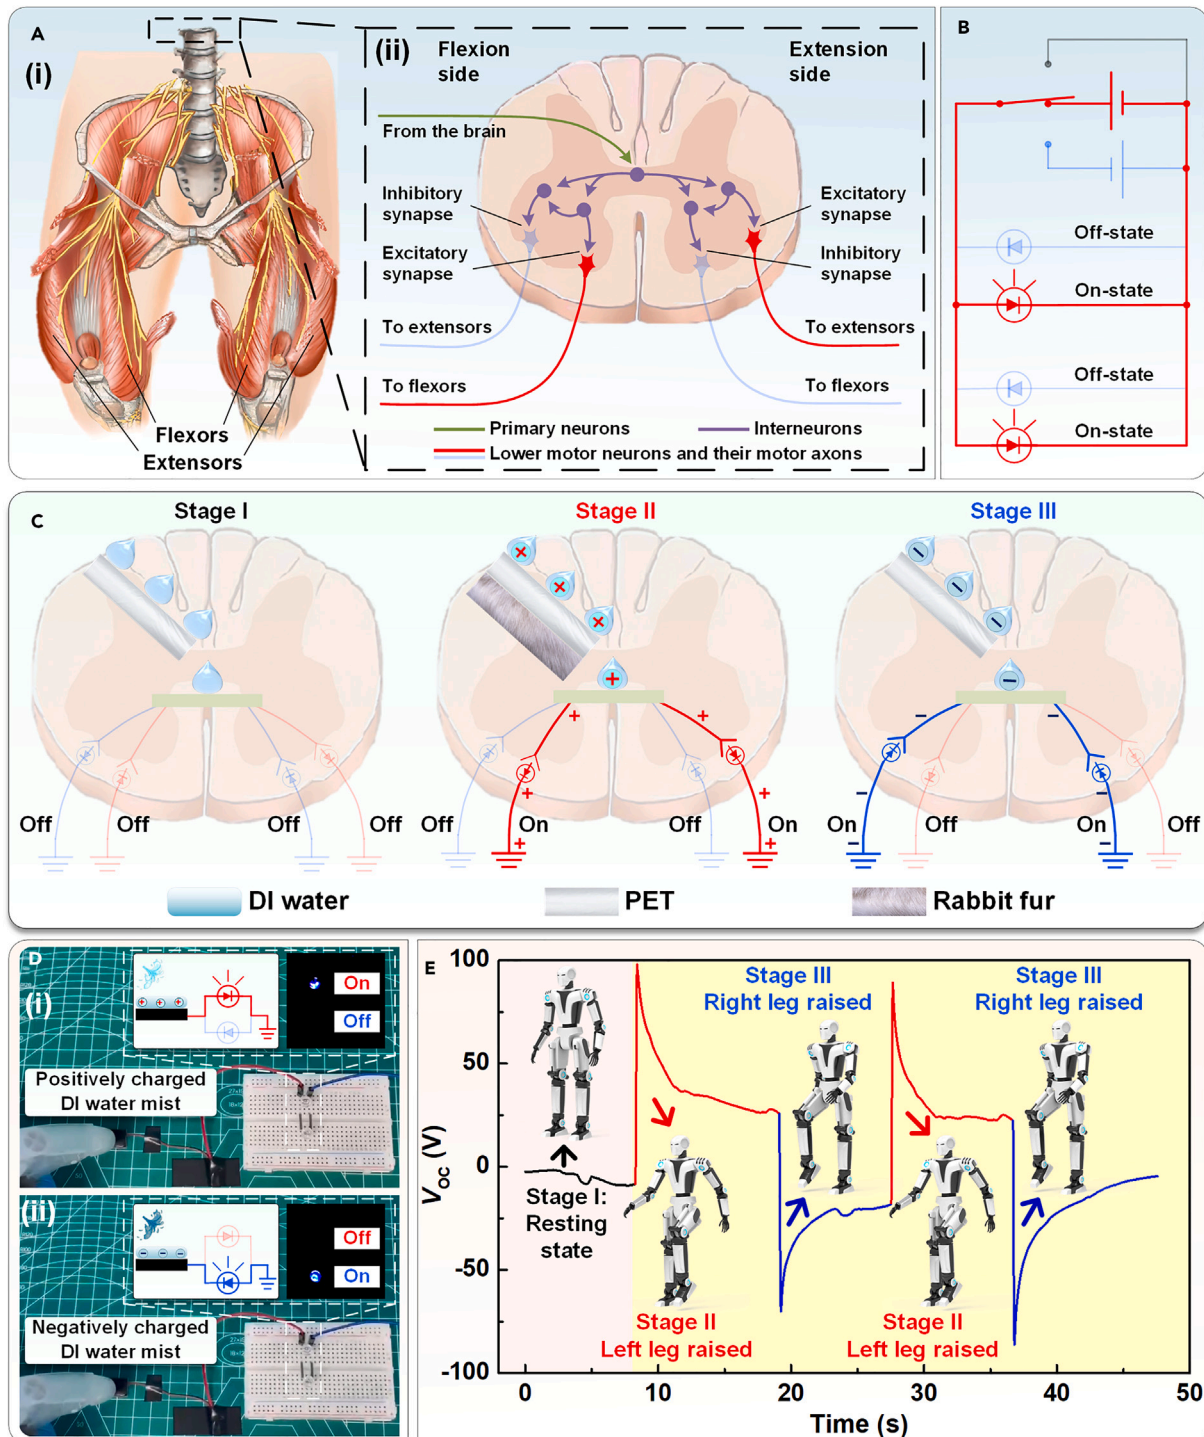 A
(i)
Flexors
Extensors
(ii)
Flexion
side
Extension
side
From the brain
Inhibitory
synapse
Excitatory
synapse
Excitatory
synapse
Inhibitory
synapse
To extensors
To flexors
To extensors
To flexors
Primary neurons
Interneurons
Lower motor neurons and their motor axons
B
Off-state
On-state
Off-state
On-state
C
Stage I
Stage II
Stage III
Off
Off
Off
Off
Off
On
Off
On
On
Off
On
Off
DI water
PET
Rabbit fur
D
(i)
On
Off
Positively charged
DI water mist
(ii)
Off
On
Negatively charged
DI water mist
E
100
50
0
-50
-100
VOC (V)
Stage I:
Resting
state
Stage II
Left leg raised
Stage III
Right leg raised
Stage II
Left leg raised
Stage III
Right leg raised
0
10
20
30
40
50
Time (s)